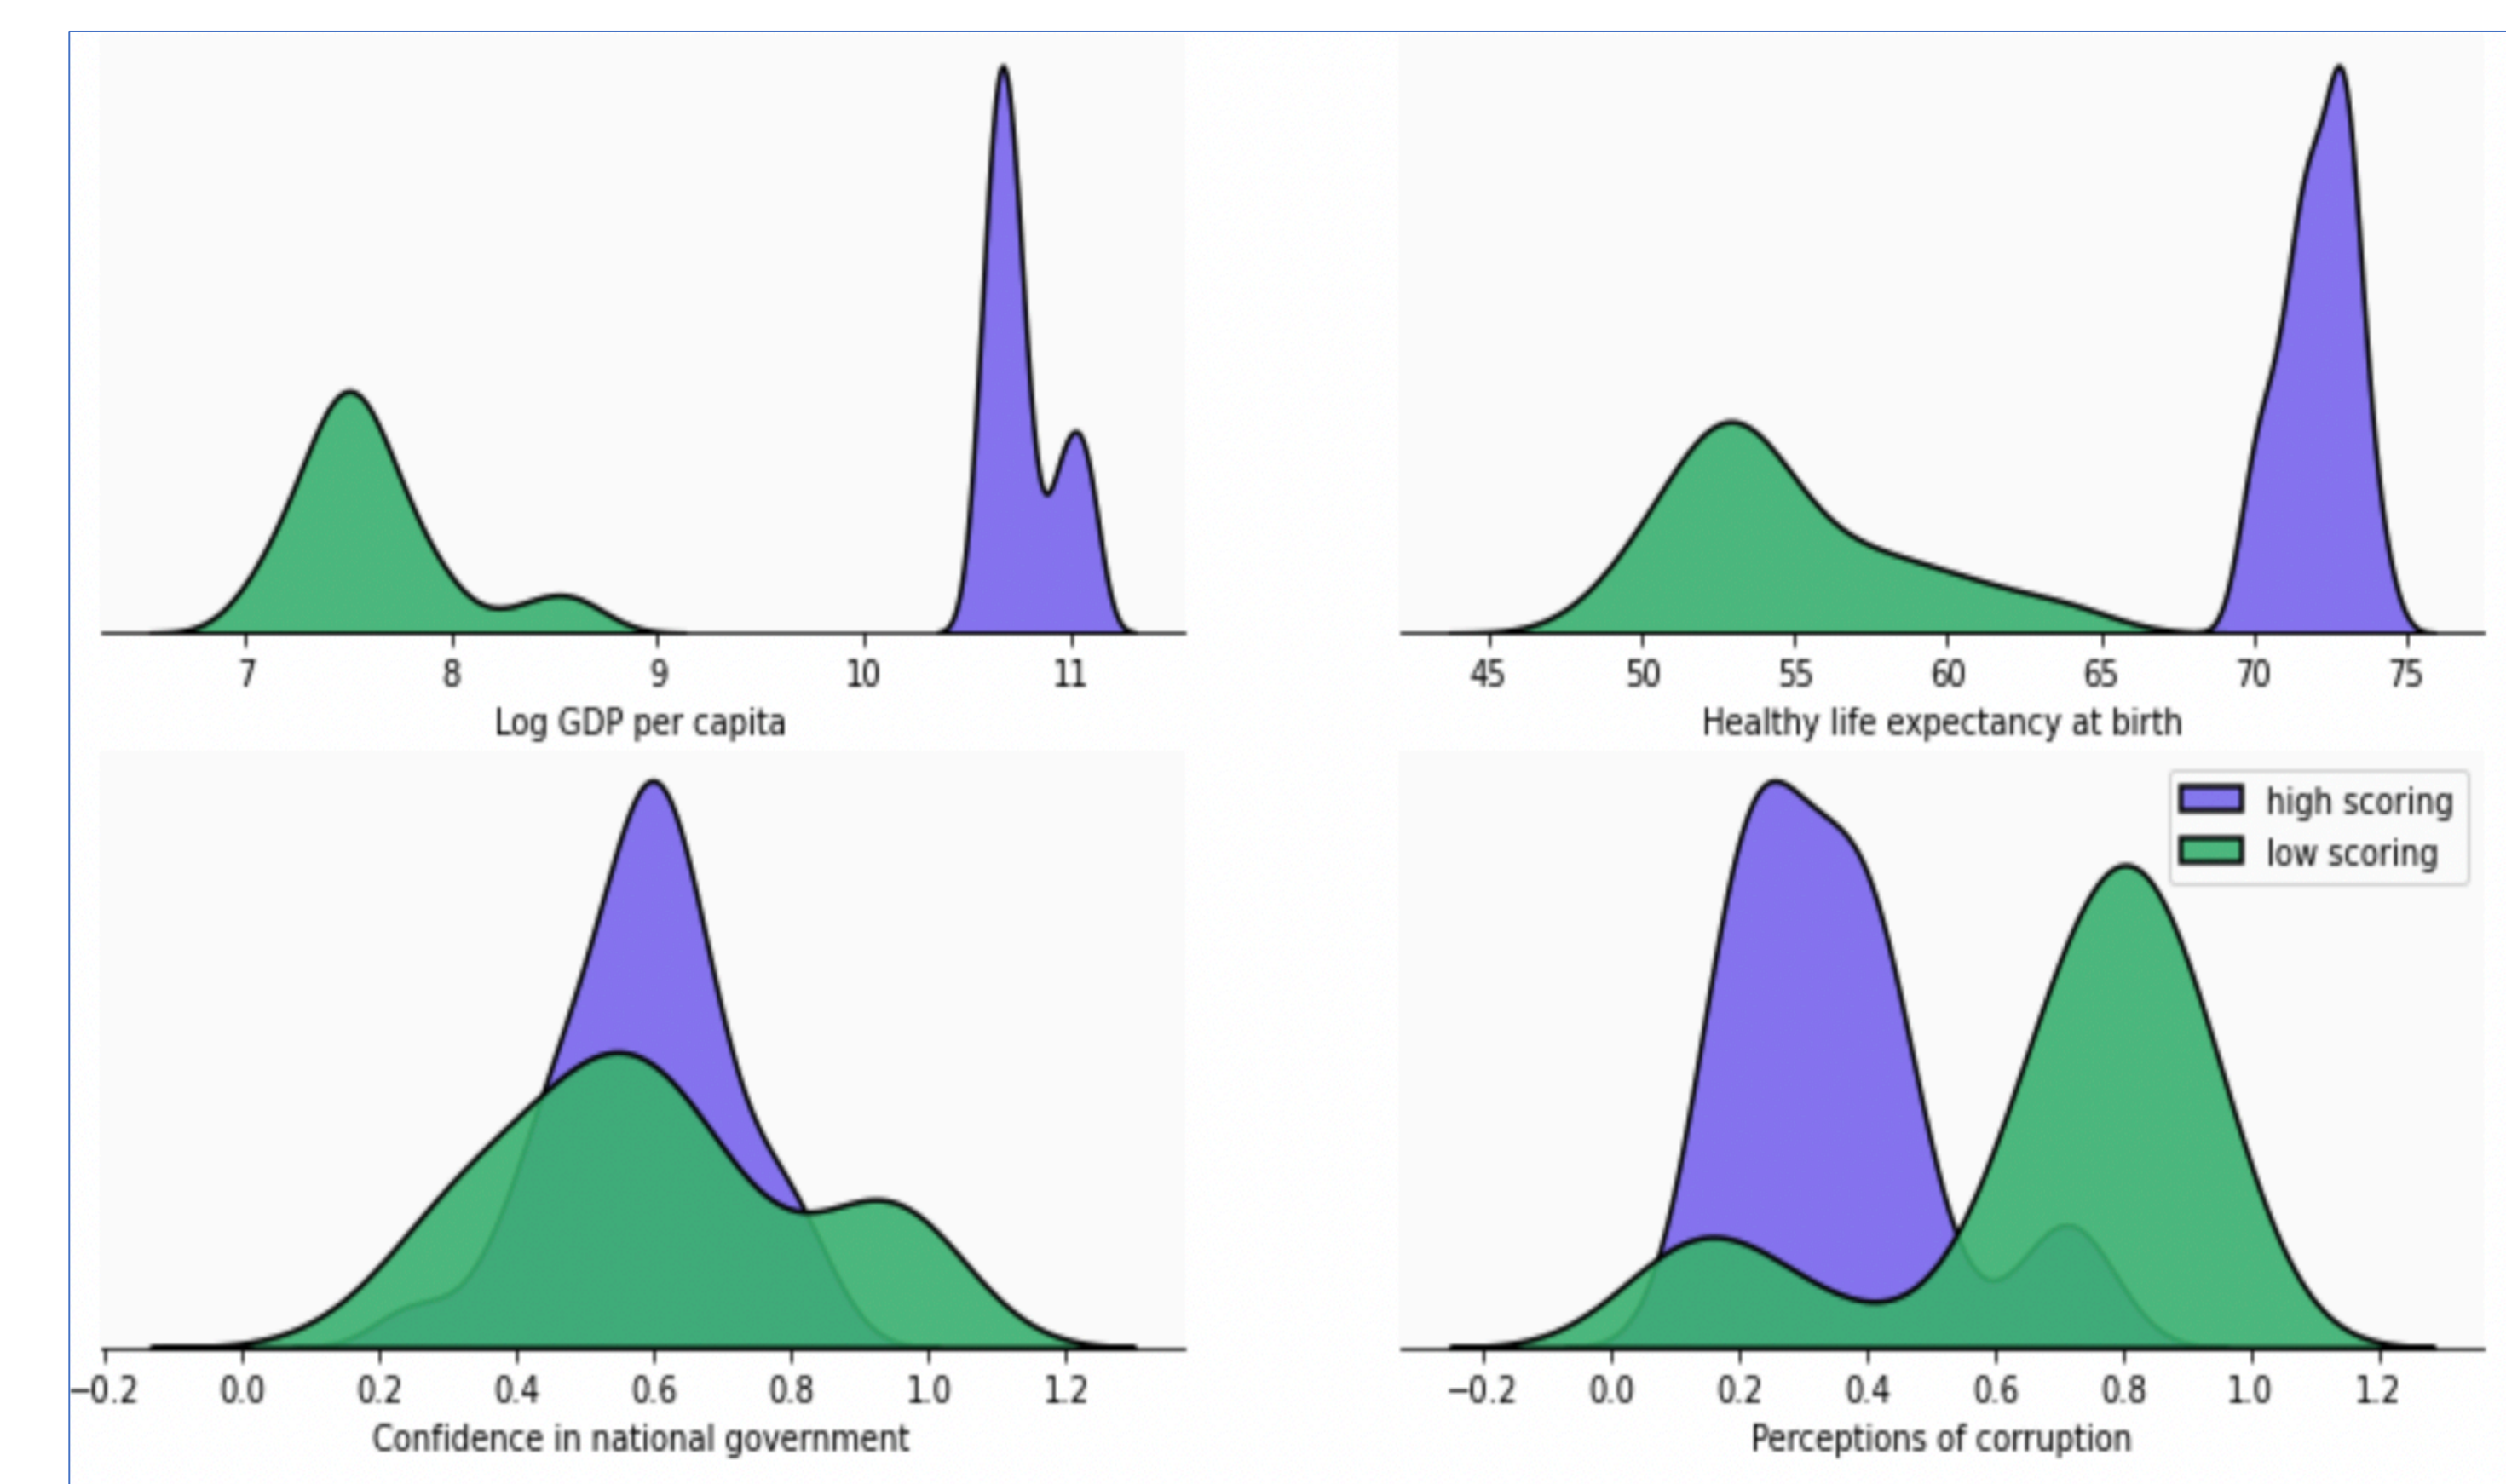 7 8 9 10 11
Log GDP per capita
45 50 55 60 65 70 75
Healthy life expectancy at birth
high scoring
low scoring
−0.2 0.0 0.2 0.4 0.6 0.8 1.0 1.2
Confidence in national government
−0.2 0.0 0.2 0.4 0.6 0.8 1.0 1.2
Perceptions of corruption